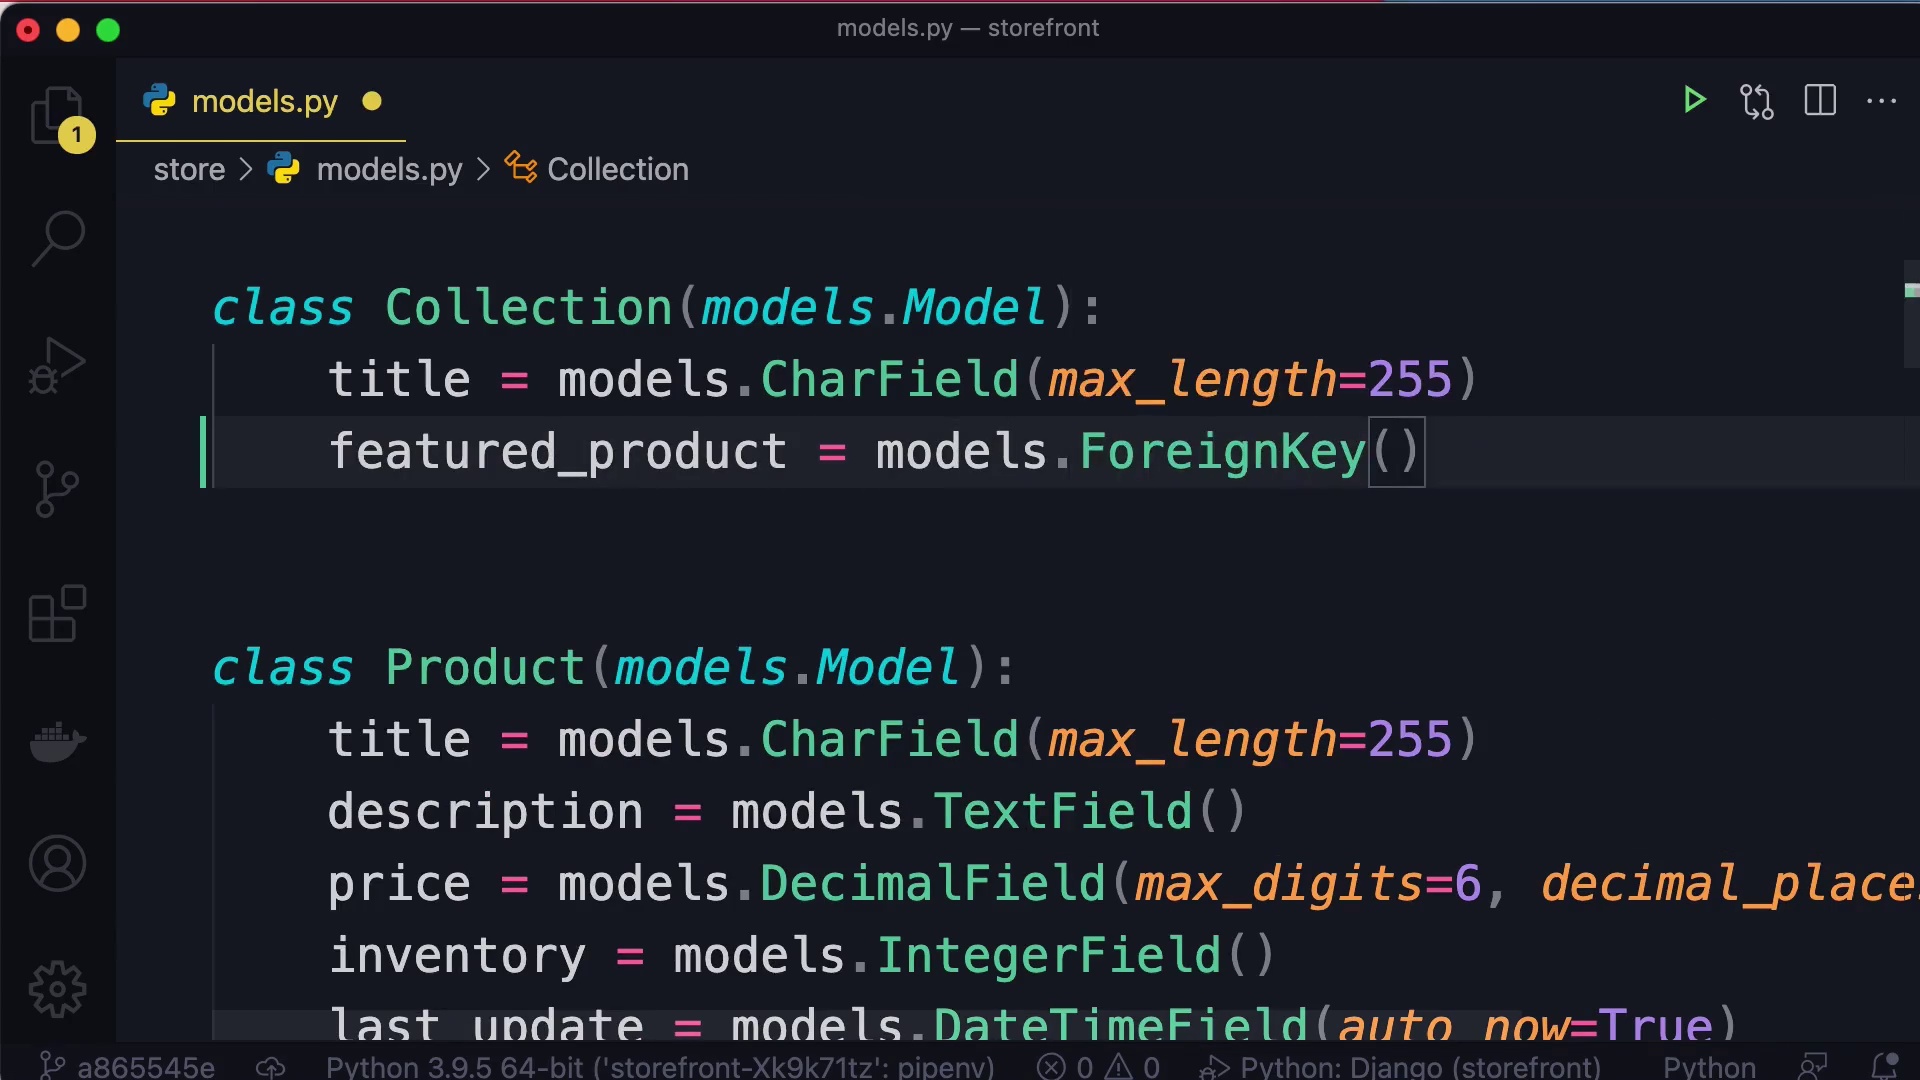 models.py — storefront
models.py
1
store > models.py > Collection
class Collection(models.Model):
title = models.CharField(max_length=255)
featured_product = models.ForeignKey()
class Product(models.Model):
title = models.CharField(max_length=255)
description = models.TextField()
price = models.DecimalField(max_digits=6, decimal_place
inventory = models.IntegerField()
last_update = models.DateTimeField(auto_now=True)
a865545e Python 3.9.5 64-bit ('storefront-Xk9k71tz': pipenv) 0 0 Python: Django (storefront) Python